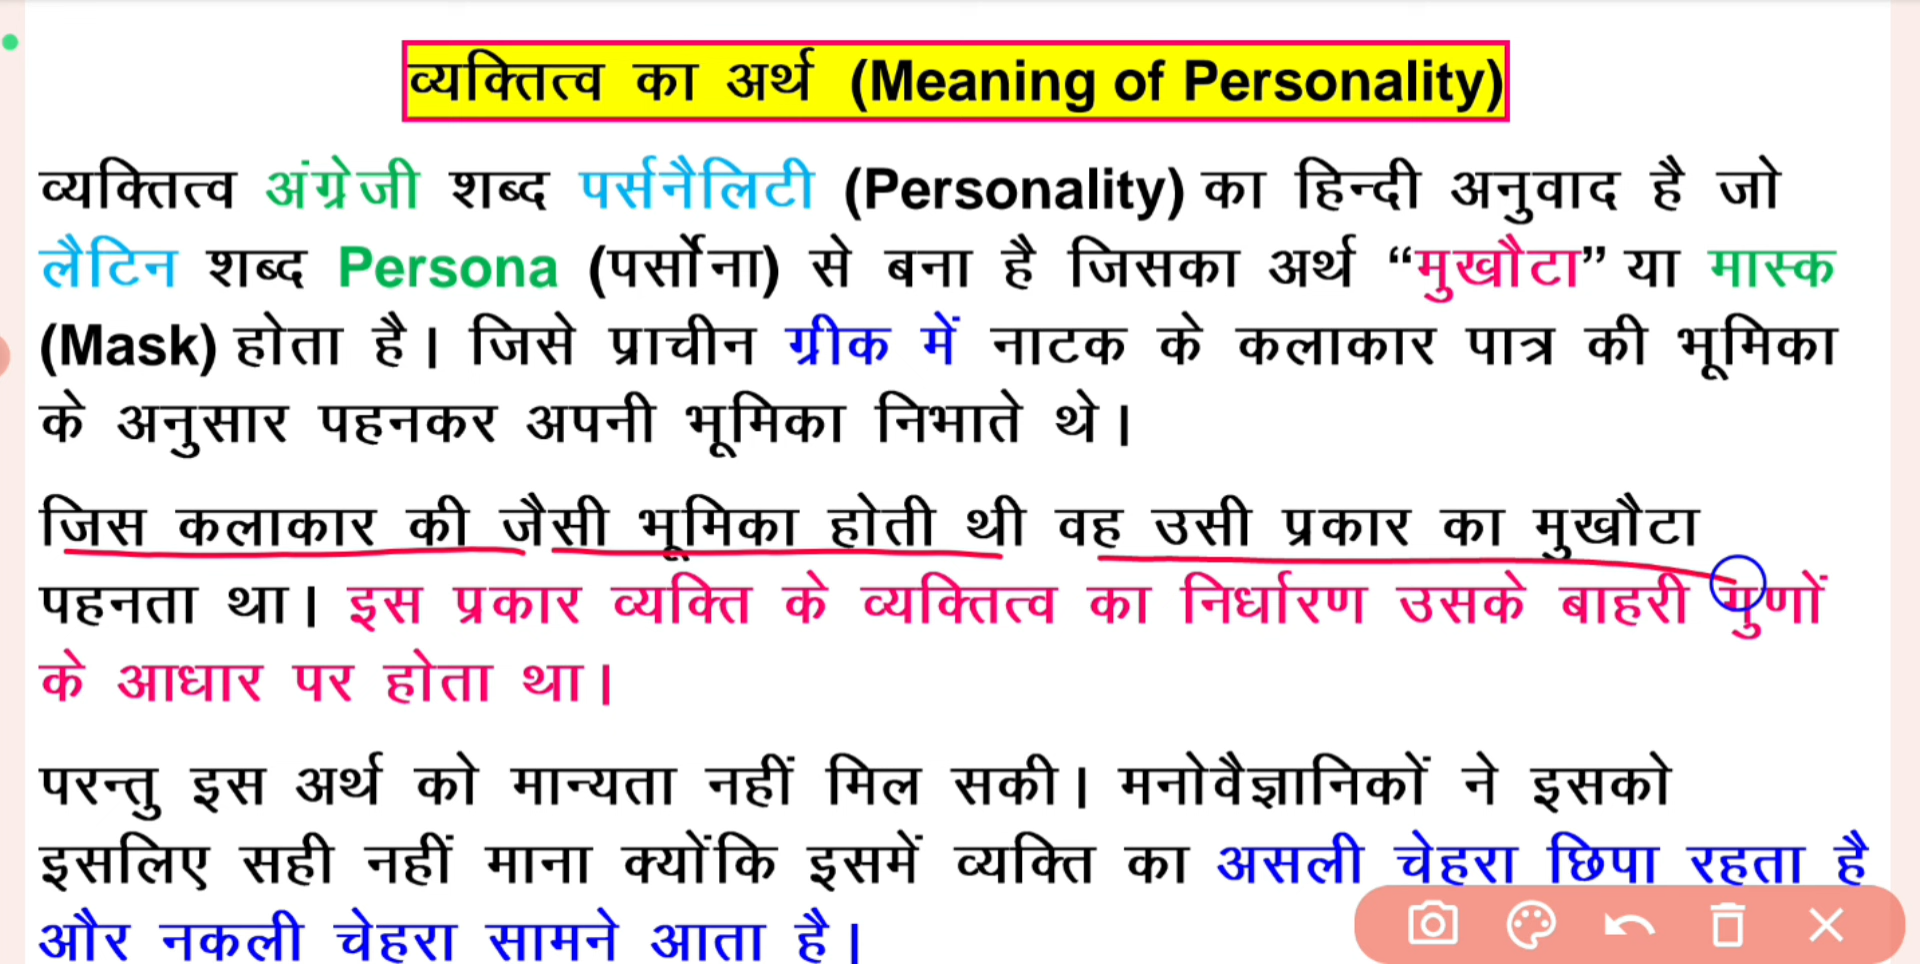 व्यक्तित्व का अर्थ (Meaning of Personality)
व्यक्तित्व अंग्रेजी शब्द पर्सनैलिटी (Personality) का हिन्दी अनुवाद है जो
लैटिन शब्द Persona (पर्सोना) से बना है जिसका अर्थ “मुखौटा” या मास्क
(Mask) होता है। जिसे प्राचीन ग्रीक में नाटक के कलाकार पात्र की भूमिका
के अनुसार पहनकर अपनी भूमिका निभाते थे।
जिस कलाकार की जैसी भूमिका होती थी वह उसी प्रकार का मुखौटा
पहनता था। इस प्रकार व्यक्ति के व्यक्तित्व का निर्धारण उसके बाहरी गुणों
के आधार पर होता था।
परन्तु इस अर्थ को मान्यता नहीं मिल सकी। मनोवैज्ञानिकों ने इसको
इसलिए सही नहीं माना क्योंकि इसमें व्यक्ति का असली चेहरा छिपा रहता है
और नकली चेहरा सामने आता है।